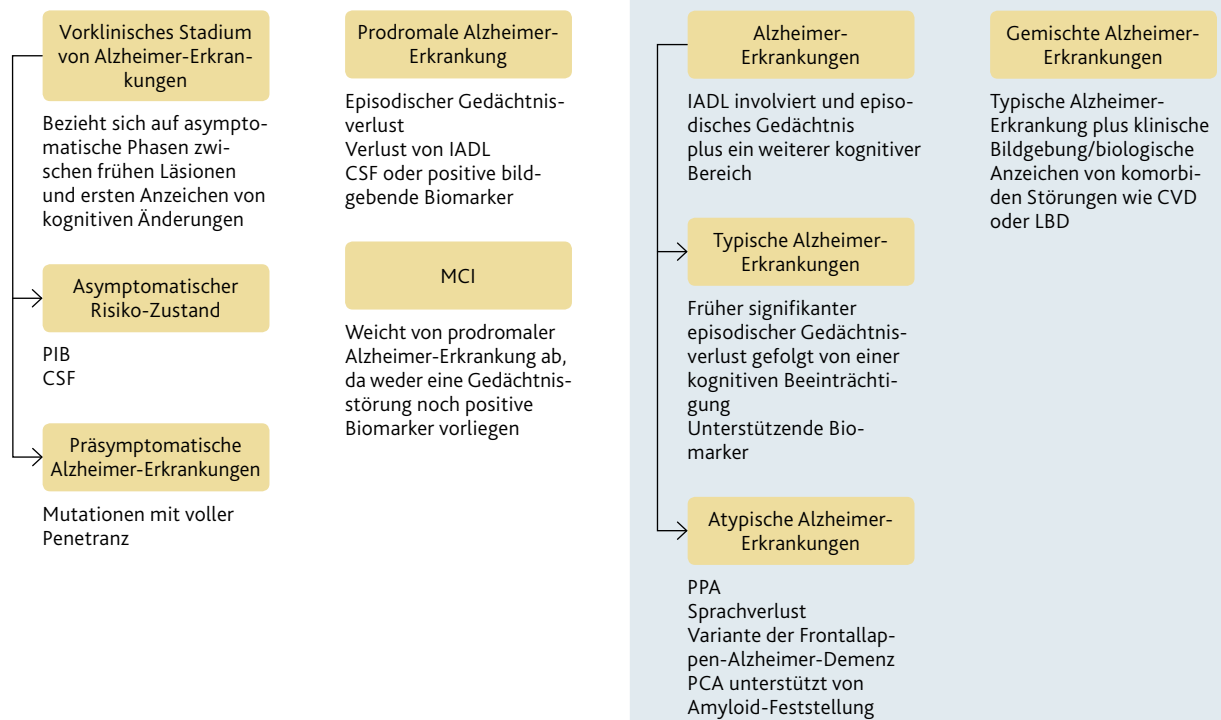 Vorklinisches Stadium
von Alzheimer-Erkran-
kungen
Bezieht sich auf asympto-
matische Phasen zwi-
schen frühen Läsionen
und ersten Anzeichen von
kognitiven Änderungen
Asymptomatischer
Risiko-Zustand
PIB
CSF
Präsymptomatische
Alzheimer-Erkrankungen
Mutationen mit voller
Penetranz
Prodromale Alzheimer-
Erkrankung
Episodischer Gedächtnis-
verlust
Verlust von IADL
CSF oder positive bild-
gebende Biomarker
MCI
Weicht von prodromaler
Alzheimer-Erkrankung ab,
da weder eine Gedächtnis-
störung noch positive
Biomarker vorliegen
Alzheimer-
Erkrankungen
IADL involviert und episo-
disches Gedächtnis
plus ein weiterer kognitiver
Bereich
Typische Alzheimer-
Erkrankungen
Früher signifikanter
episodischer Gedächtnis-
verlust gefolgt von einer
kognitiven Beeinträchti-
gung
Unterstützende Bio-
marker
Atypische Alzheimer-
Erkrankungen
PPA
Sprachverlust
Variante der Frontallap-
pen-Alzheimer-Demenz
PCA unterstützt von
Amyloid-Feststellung
Gemischte Alzheimer-
Erkrankungen
Typische Alzheimer-
Erkrankung plus klinische
Bildgebung/biologische
Anzeichen von komorbi-
den Störungen wie CVD
oder LBD